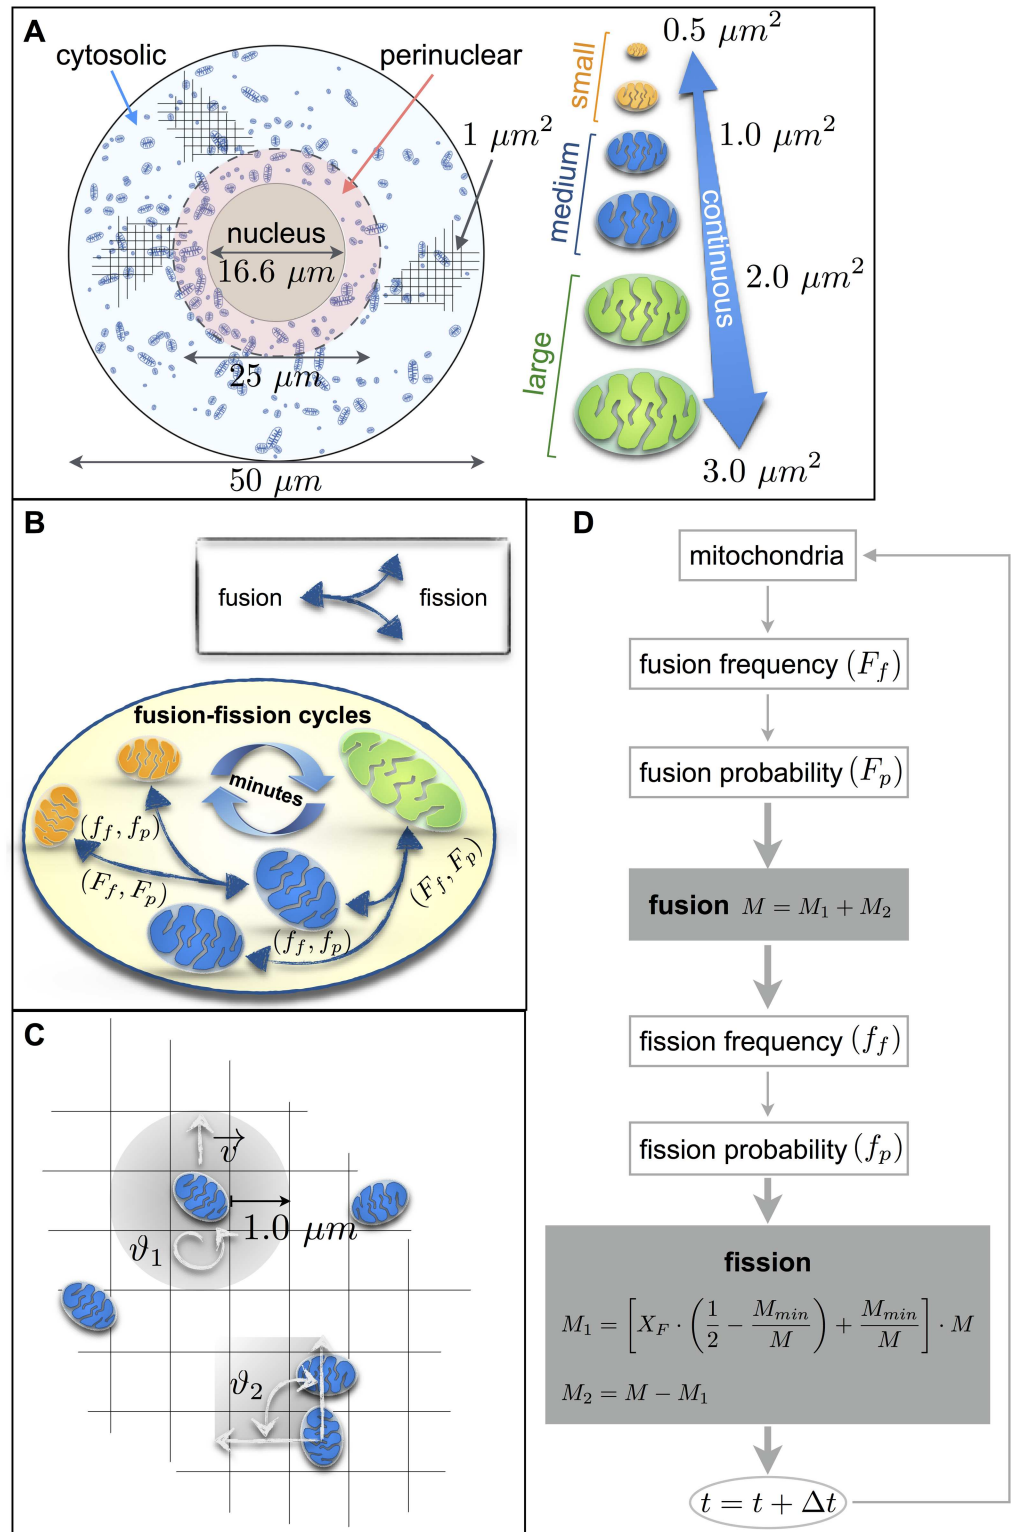 A
cytosolic
perinuclear
1 μm²
nucleus
16.6 μm
25 μm
50 μm
small
medium
large
0.5 μm²
1.0 μm²
continuous
2.0 μm²
3.0 μm²
B
fusion
fission
fusion-fission cycles
minutes
(f_f, f_p)
(F_f, F_p)
(f_f, f_p)
(F_f, F_p)
C
v⃗
1.0 μm
ϑ₁
ϑ₂
D
mitochondria
fusion frequency (F_f)
fusion probability (F_p)
fusion M = M₁ + M₂
fission frequency (f_f)
fission probability (f_p)
fission
M₁ = [X_F · (1/2 − M_min/M) + M_min/M] · M
M₂ = M − M₁
t = t + Δt